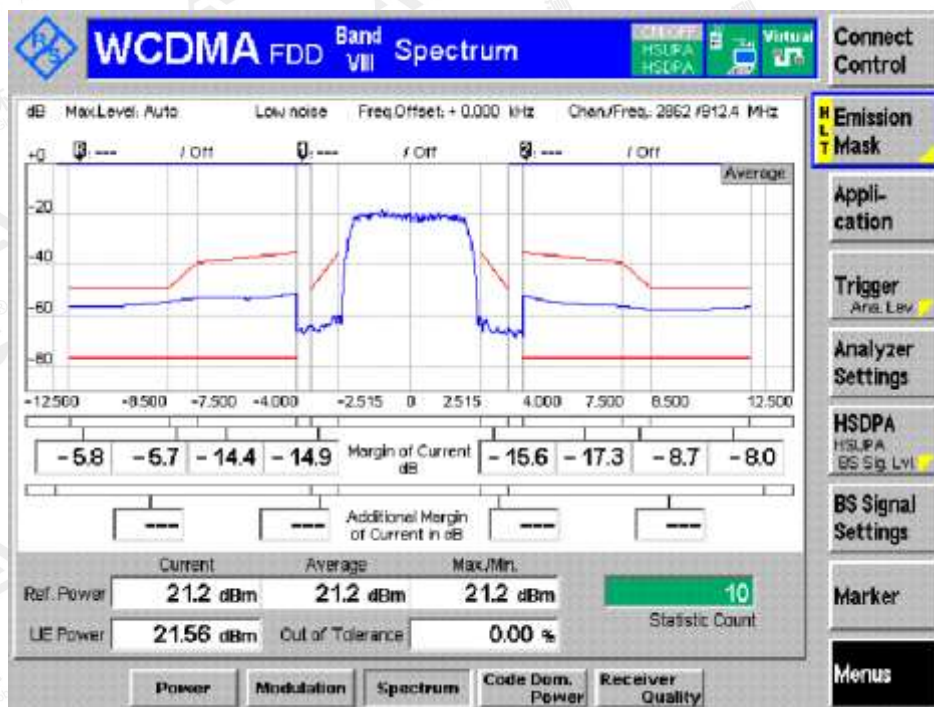 WCDMA FDD Band VIII Spectrum
HSUPA
HSDPA
Virtual
Connect Control
dB Max.Level: Auto Low noise Freq.Offset: + 0.000 kHz Chan./Freq.: 2862 /912.4 MHz
HLT Emission Mask
--- / Off --- / Off --- / Off
Average
+0
-20
-40
-60
-80
-12.500 -8.500 -7.500 -4.000 -2.515 0 2.515 4.000 7.500 8.500 12.500
Appli-cation
Trigger
Ana. Lev.
Analyzer Settings
- 5.8 - 5.7 - 14.4 - 14.9 Margin of Current dB - 15.6 - 17.3 - 8.7 - 8.0
HSDPA
HSUPA
BS Sig. Lvl.
--- --- Additional Margin of Current in dB --- ---
BS Signal Settings
Current Average Max./Min.
Ref. Power 21.2 dBm 21.2 dBm 21.2 dBm 10
Statistic Count
UE Power 21.56 dBm Out of Tolerance 0.00 %
Marker
Power Modulation Spectrum Code Dom. Power Receiver Quality
Menus